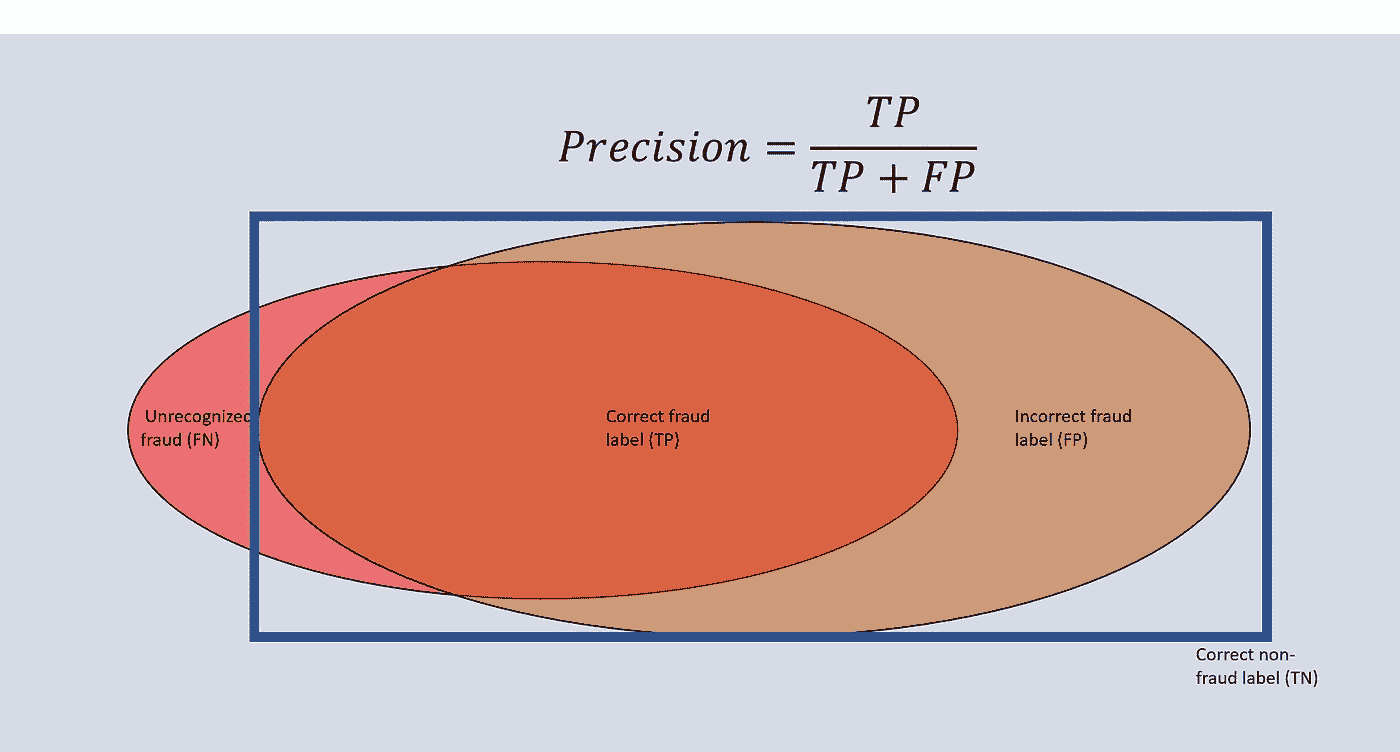 Precision = TP / TP + FP
Unrecognized
fraud (FN)
Correct fraud
label (TP)
Incorrect fraud
label (FP)
Correct non-
fraud label (TN)